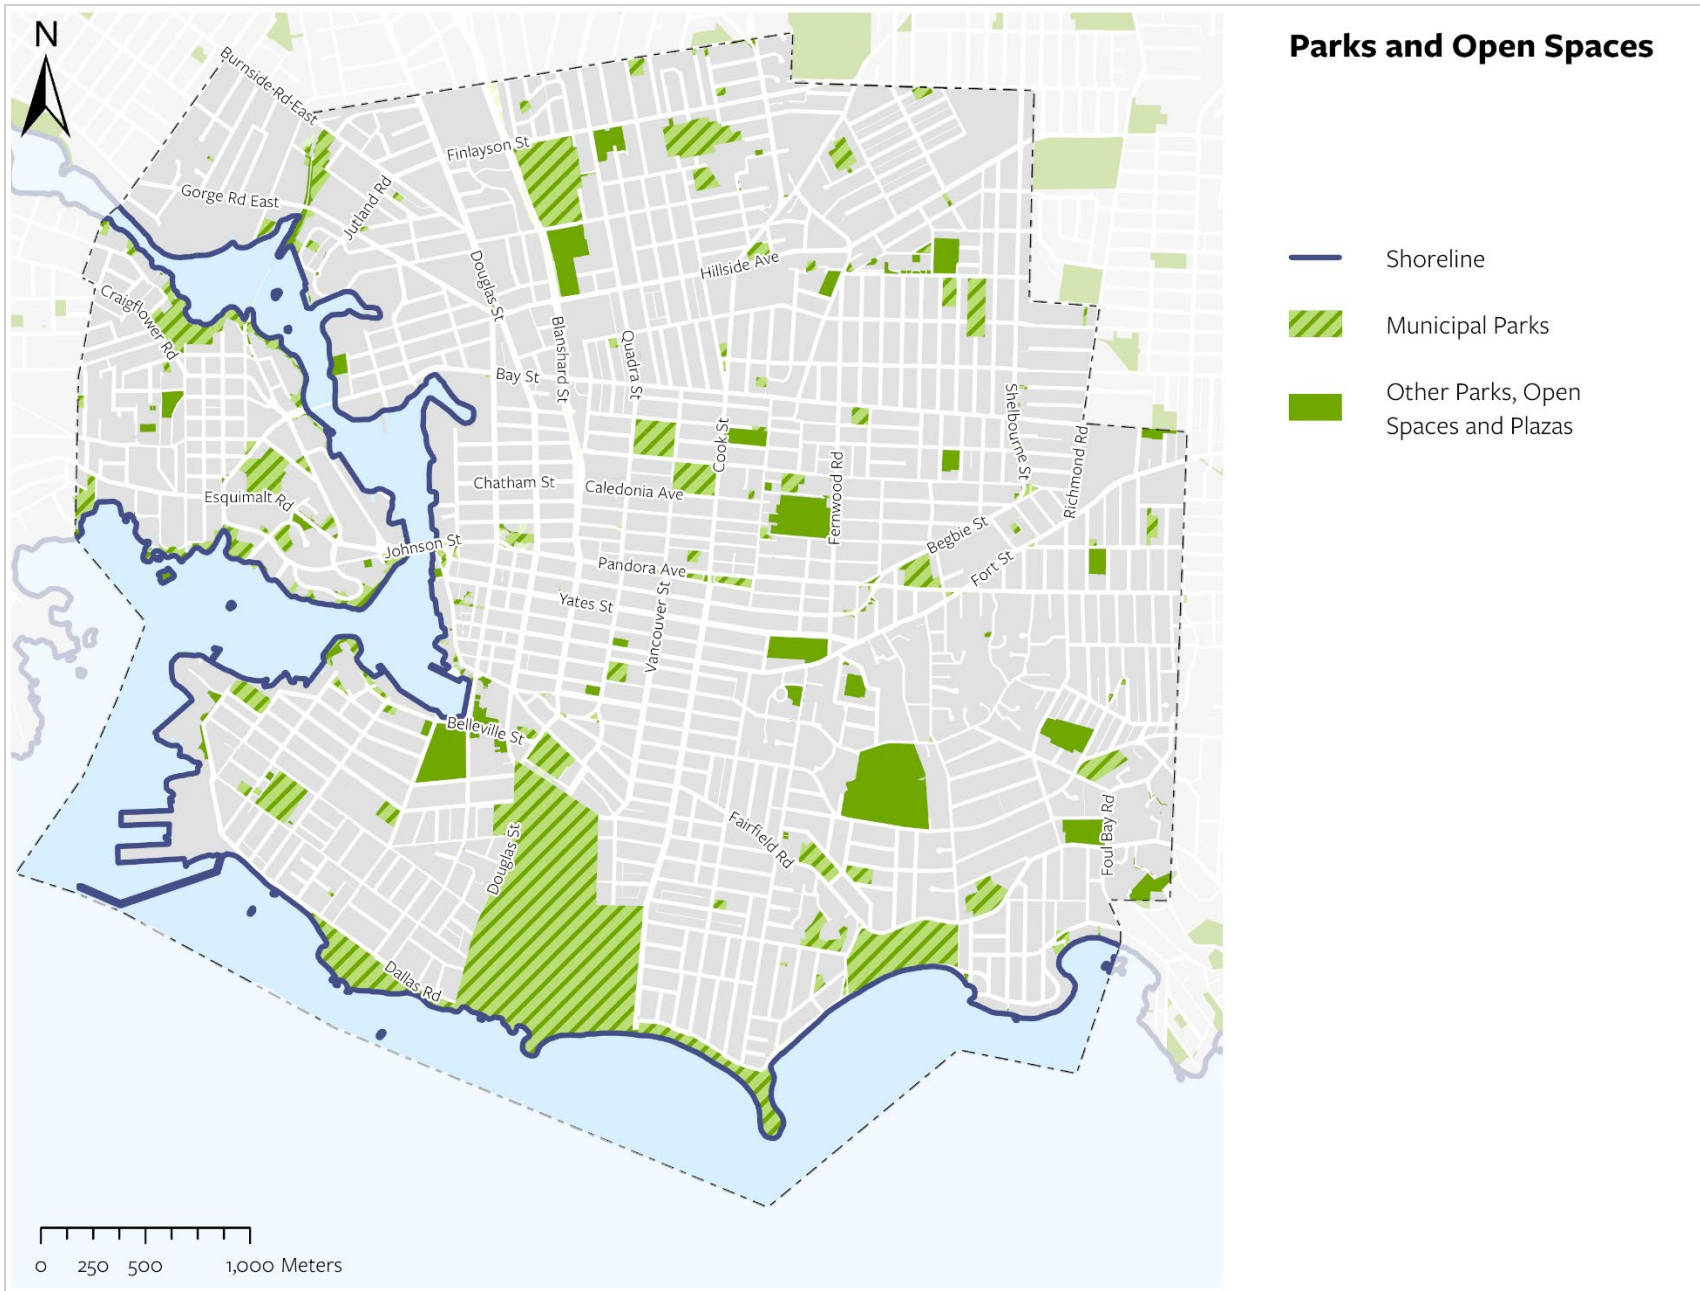 Parks and Open Spaces
N
Burnside Rd East
Finlayson St
Gorge Rd East
Jutland Rd
Douglas St
Hillside Ave
Craigflower Rd
Blanshard St
Quadra St
Bay St
Shelbourne St
Cook St
Richmond Rd
Fernwood Rd
Chatham St
Caledonia Ave
Esquimalt Rd
Johnson St
Begbie St
Fort St
Pandora Ave
Yates St
Vancouver St
Belleville St
Douglas St
Fairfield Rd
Foul Bay Rd
Dallas Rd
Shoreline
Municipal Parks
Other Parks, Open
Spaces and Plazas
0 250 500 1,000 Meters